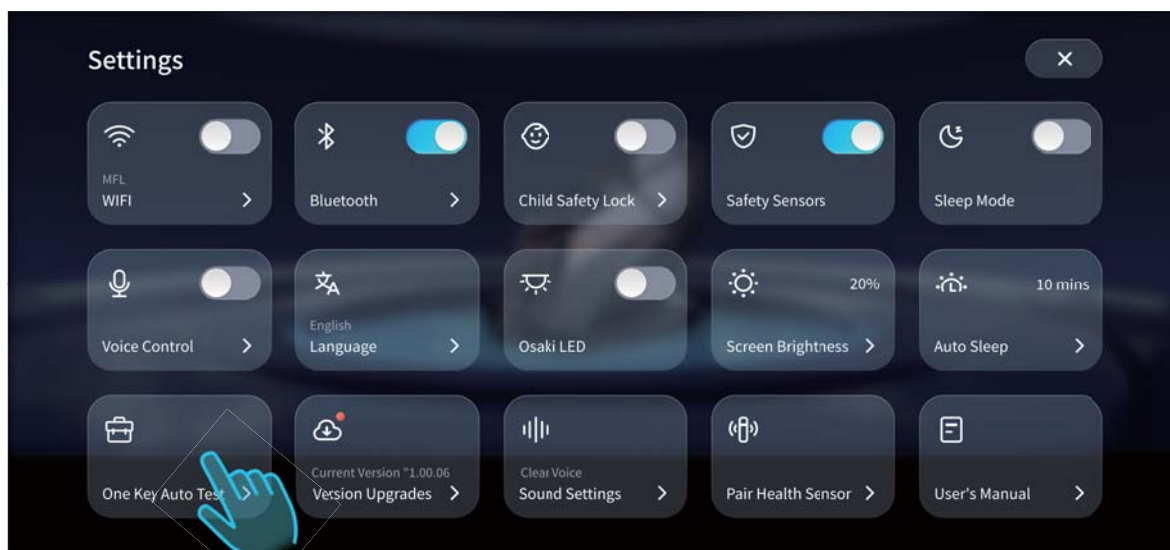 Settings
MFL
WIFI
Bluetooth
Child Safety Lock
Safety Sensors
Sleep Mode
Voice Control
English
Language
Osaki LED
20%
Screen Brightness
10 mins
Auto Sleep
One Key Auto Test
Current Version "1.00.06
Version Upgrades
Clear Voice
Sound Settings
Pair Health Sensor
User's Manual